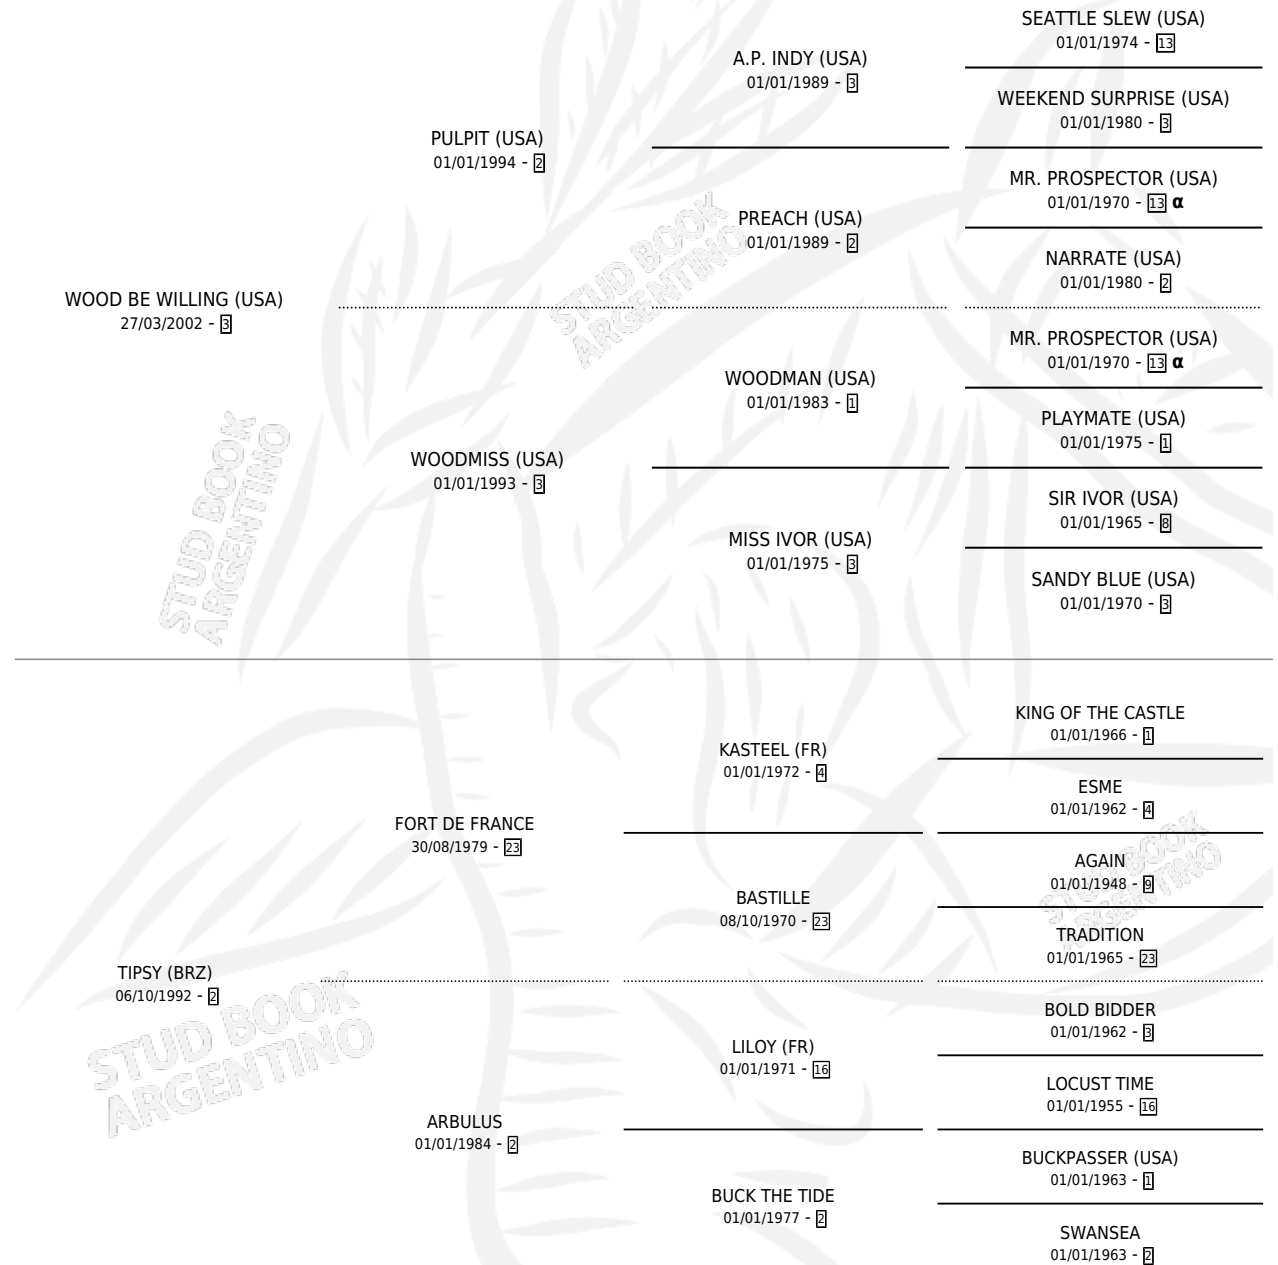 SEATTLE SLEW (USA)
01/01/1974 - 13
A.P. INDY (USA)
01/01/1989 - 3
WEEKEND SURPRISE (USA)
01/01/1980 - 3
PULPIT (USA)
01/01/1994 - 2
MR. PROSPECTOR (USA)
01/01/1970 - 13 α
PREACH (USA)
01/01/1989 - 2
NARRATE (USA)
01/01/1980 - 2
WOOD BE WILLING (USA)
27/03/2002 - 3
MR. PROSPECTOR (USA)
01/01/1970 - 13 α
WOODMAN (USA)
01/01/1983 - 1
PLAYMATE (USA)
01/01/1975 - 1
WOODMISS (USA)
01/01/1993 - 3
SIR IVOR (USA)
01/01/1965 - 8
MISS IVOR (USA)
01/01/1975 - 3
SANDY BLUE (USA)
01/01/1970 - 3
KING OF THE CASTLE
01/01/1966 - 1
KASTEEL (FR)
01/01/1972 - 4
ESME
01/01/1962 - 4
FORT DE FRANCE
30/08/1979 - 23
AGAIN
01/01/1948 - 9
BASTILLE
08/10/1970 - 23
TRADITION
01/01/1965 - 23
TIPSY (BRZ)
06/10/1992 - 2
BOLD BIDDER
01/01/1962 - 3
LILOY (FR)
01/01/1971 - 16
LOCUST TIME
01/01/1955 - 16
ARBULUS
01/01/1984 - 2
BUCKPASSER (USA)
01/01/1963 - 1
BUCK THE TIDE
01/01/1977 - 2
SWANSEA
01/01/1963 - 2
STUD BOOK
ARGENTINO
STUD BOOK
ARGENTINO
STUD BOOK
ARGENTINO
STUD BOOK
ARGENTINO